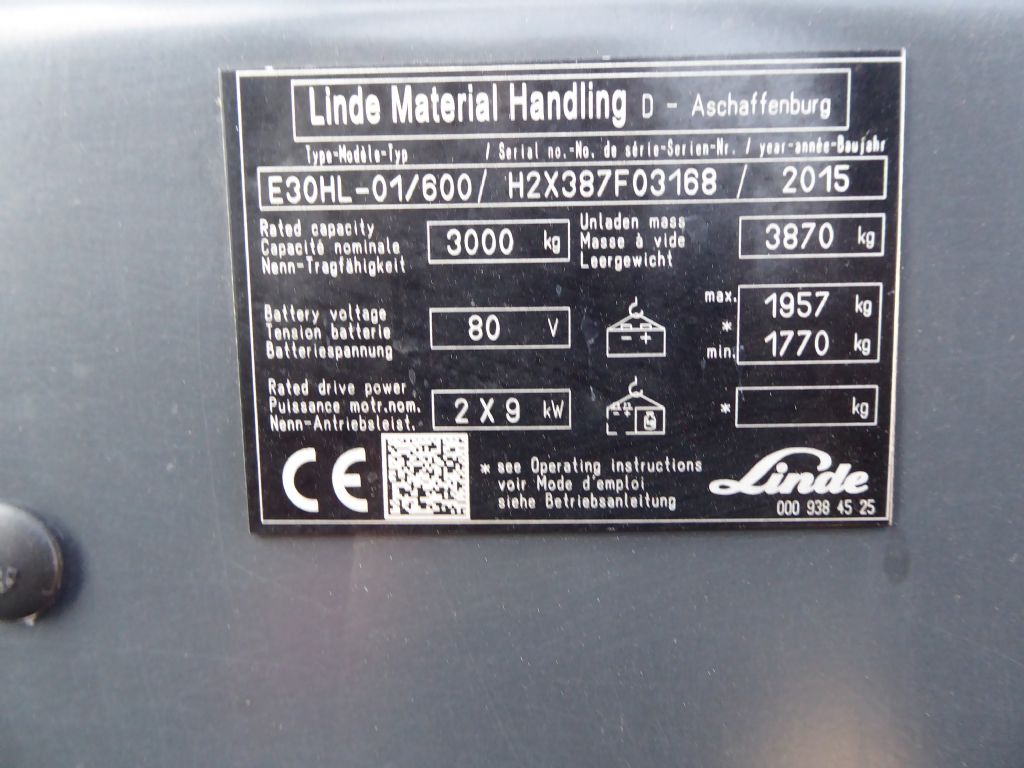 Linde Material Handling D - Aschaffenburg
Type-Modèle-Typ / Serial no.-No. de série-Serien-Nr. / year-année-Baujahr
E30HL-01/600/ H2X387F03168 / 2015
Rated capacity
Capacité nominale
Nenn-Tragfähigkeit
3000 kg
Unladen mass
Masse à vide
Leergewicht
3870 kg
Battery voltage
Tension batterie
Batteriespannung
80 V
- +
max.
*
min.
1957 kg
1770 kg
Rated drive power
Puissance motr.nom.
Nenn-Antriebsleist.
2 X 9 kW
* kg
CE
* see Operating instructions
voir Mode d'emploi
siehe Betriebsanleitung
Linde
000 938 45 25